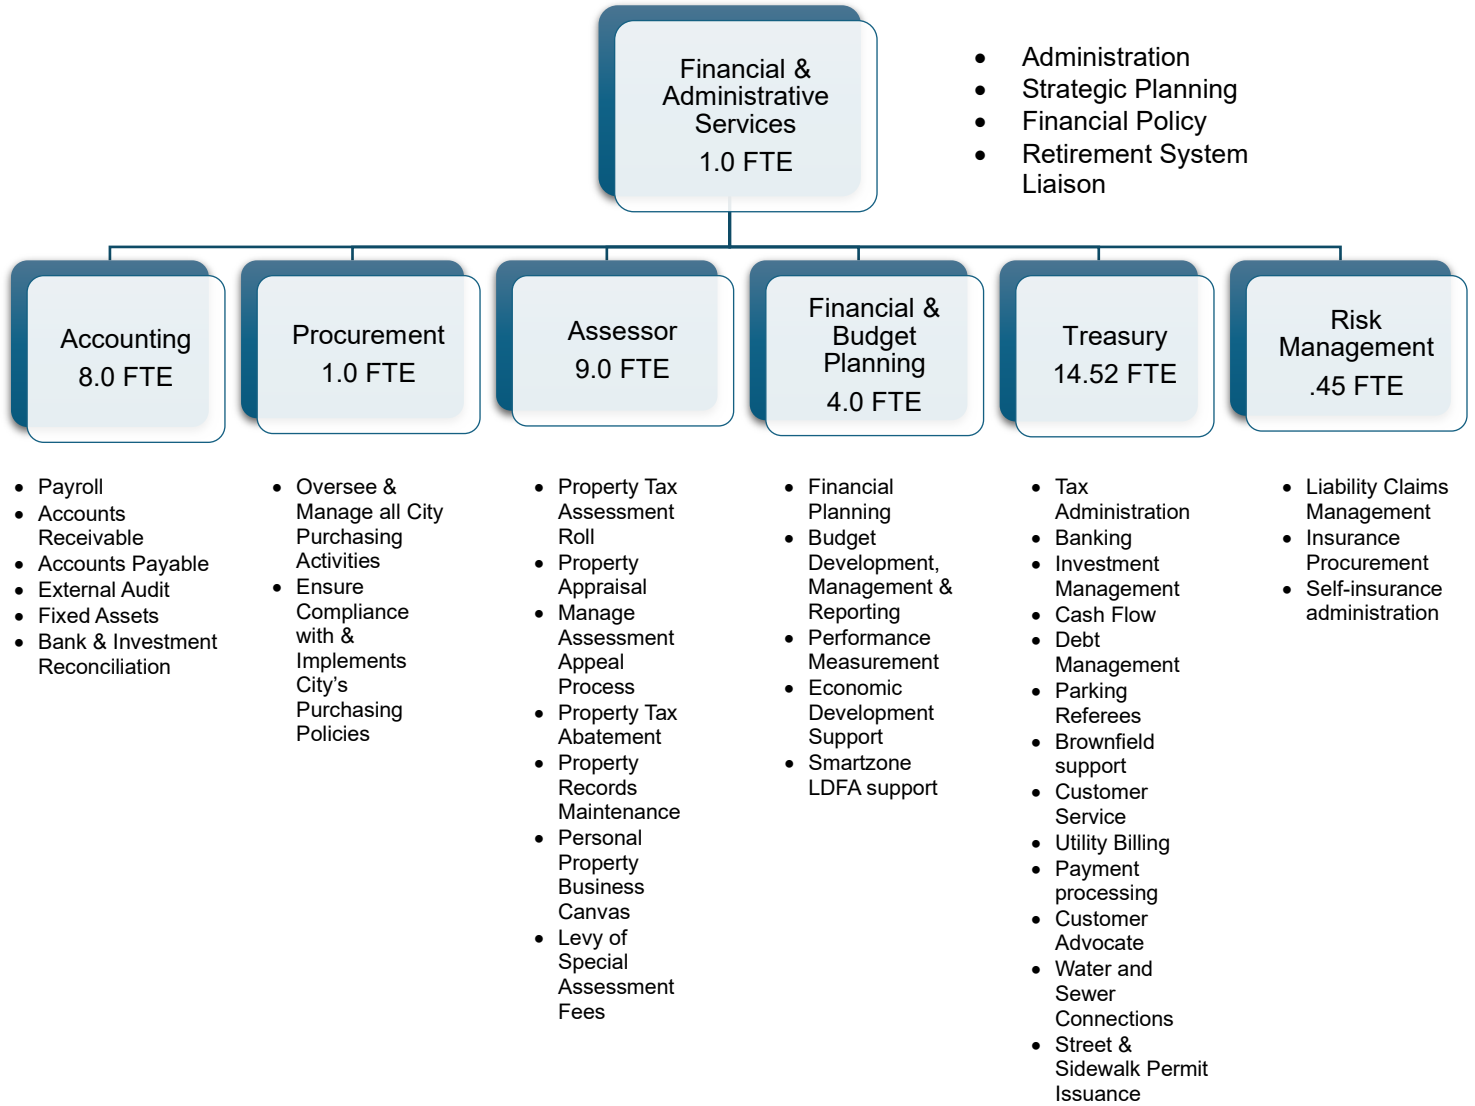 Financial &
Administrative
Services
1.0 FTE
• Administration
• Strategic Planning
• Financial Policy
• Retirement System
Liaison
Accounting
8.0 FTE
Procurement
1.0 FTE
Assessor
9.0 FTE
Financial &
Budget
Planning
4.0 FTE
Treasury
14.52 FTE
Risk
Management
.45 FTE
• Payroll
• Accounts
Receivable
• Accounts Payable
• External Audit
• Fixed Assets
• Bank & Investment
Reconciliation
• Oversee &
Manage all City
Purchasing
Activities
• Ensure
Compliance
with &
Implements
City’s
Purchasing
Policies
• Property Tax
Assessment
Roll
• Property
Appraisal
• Manage
Assessment
Appeal
Process
• Property Tax
Abatement
• Property
Records
Maintenance
• Personal
Property
Business
Canvas
• Levy of
Special
Assessment
Fees
• Financial
Planning
• Budget
Development,
Management &
Reporting
• Performance
Measurement
• Economic
Development
Support
• Smartzone
LDFA support
• Tax
Administration
• Banking
• Investment
Management
• Cash Flow
• Debt
Management
• Parking
Referees
• Brownfield
support
• Customer
Service
• Utility Billing
• Payment
processing
• Customer
Advocate
• Water and
Sewer
Connections
• Street &
Sidewalk Permit
Issuance
• Liability Claims
Management
• Insurance
Procurement
• Self-insurance
administration